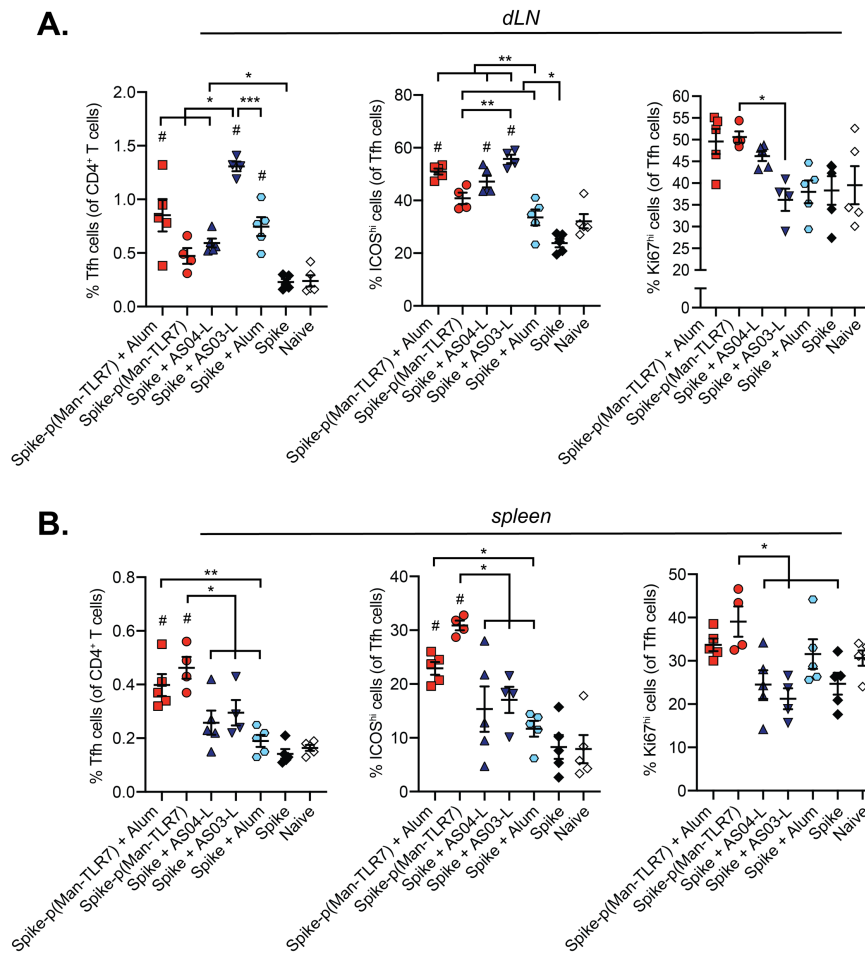 A.
dLN
% Tfh cells (of CD4⁺ T cells)
2.0
1.5
1.0
0.5
0.0
*
*
***
#
#
#
Spike-p(Man-TLR7) + Alum
Spike-p(Man-TLR7)
Spike + AS04-L
Spike + AS03-L
Spike + Alum
Spike
Naive
% ICOSʰⁱ cells (of Tfh cells)
80
60
40
20
0
**
*
**
#
#
#
Spike-p(Man-TLR7) + Alum
Spike-p(Man-TLR7)
Spike + AS04-L
Spike + AS03-L
Spike + Alum
Spike
Naive
% Ki67ʰⁱ cells (of Tfh cells)
60
55
50
45
40
35
30
25
20
0
*
Spike-p(Man-TLR7) + Alum
Spike-p(Man-TLR7)
Spike + AS04-L
Spike + AS03-L
Spike + Alum
Spike
Naive
B.
spleen
% Tfh cells (of CD4⁺ T cells)
0.8
0.6
0.4
0.2
0.0
**
*
#
#
Spike-p(Man-TLR7) + Alum
Spike-p(Man-TLR7)
Spike + AS04-L
Spike + AS03-L
Spike + Alum
Spike
Naive
% ICOSʰⁱ cells (of Tfh cells)
40
30
20
10
0
*
*
#
#
Spike-p(Man-TLR7) + Alum
Spike-p(Man-TLR7)
Spike + AS04-L
Spike + AS03-L
Spike + Alum
Spike
Naive
% Ki67ʰⁱ cells (of Tfh cells)
50
40
30
20
10
0
*
Spike-p(Man-TLR7) + Alum
Spike-p(Man-TLR7)
Spike + AS04-L
Spike + AS03-L
Spike + Alum
Spike
Naive